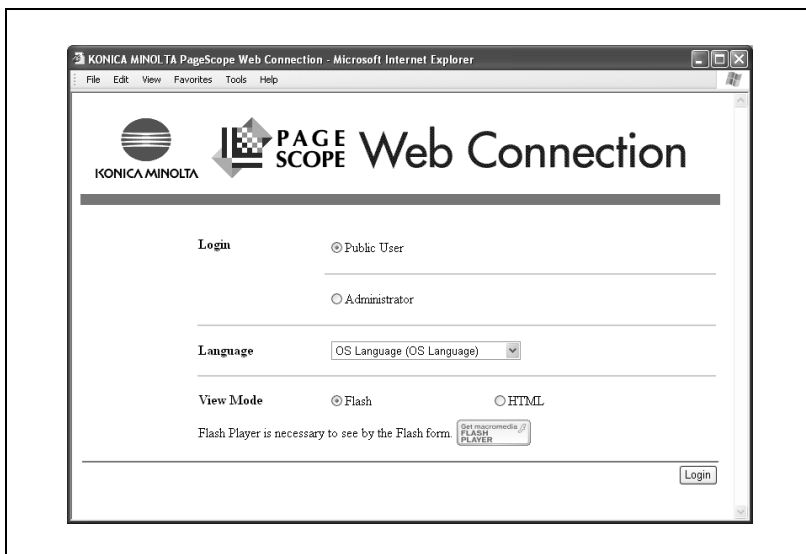 KONICA MINOLTA PageScope Web Connection - Microsoft Internet Explorer
File Edit View Favorites Tools Help
KONICA MINOLTA
PAGE SCOPE Web Connection
Login
Public User
Administrator
Language
OS Language (OS Language)
View Mode
Flash
HTML
Flash Player is necessary to see by the Flash form.
Get macromedia
FLASH
PLAYER
Login